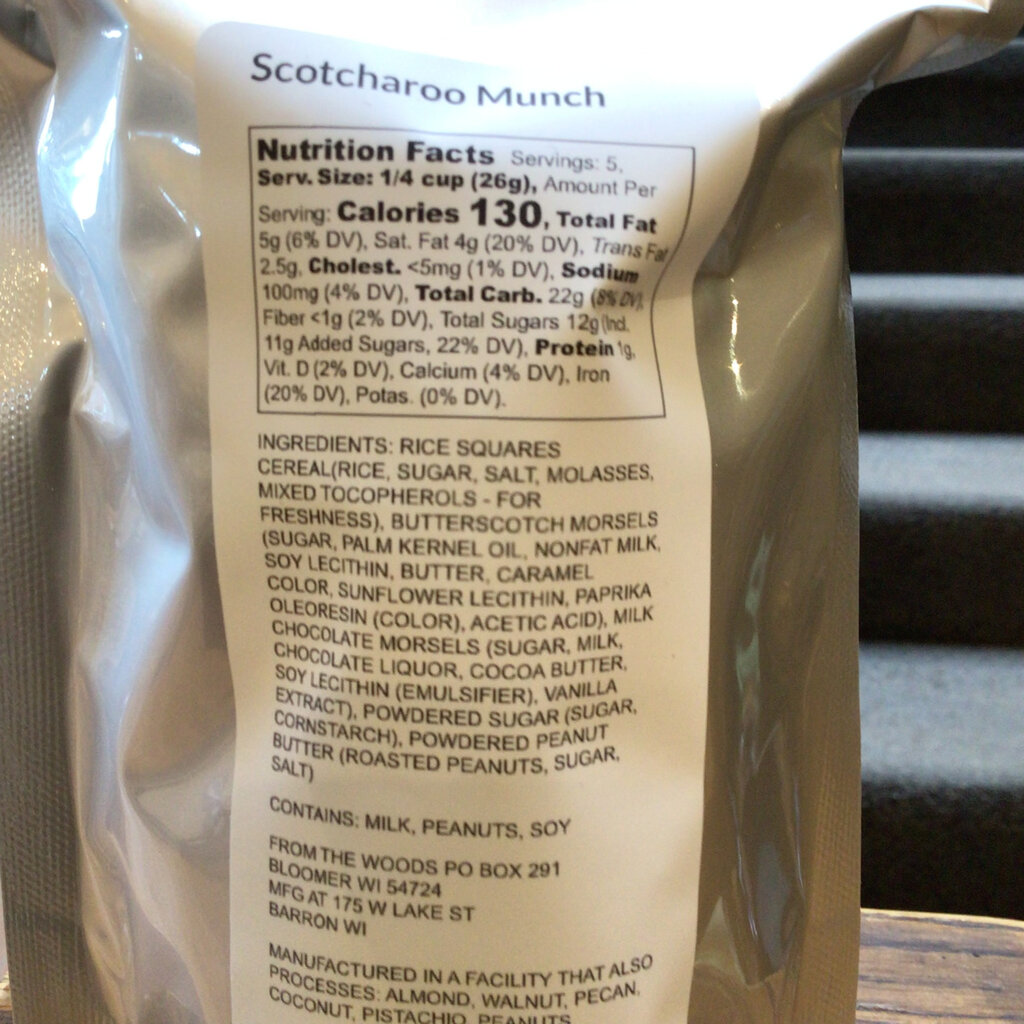 Scotcharoo Munch
Nutrition Facts Servings: 5,
Serv. Size: 1/4 cup (26g), Amount Per
Serving: Calories 130, Total Fat
5g (6% DV), Sat. Fat 4g (20% DV), Trans Fat
2.5g, Cholest. <5mg (1% DV), Sodium
100mg (4% DV), Total Carb. 22g (8% DV),
Fiber <1g (2% DV), Total Sugars 12g (Incl.
11g Added Sugars, 22% DV), Protein 1g,
Vit. D (2% DV), Calcium (4% DV), Iron
(20% DV), Potas. (0% DV).
INGREDIENTS: RICE SQUARES
CEREAL(RICE, SUGAR, SALT, MOLASSES,
MIXED TOCOPHEROLS - FOR
FRESHNESS), BUTTERSCOTCH MORSELS
(SUGAR, PALM KERNEL OIL, NONFAT MILK,
SOY LECITHIN, BUTTER, CARAMEL
COLOR, SUNFLOWER LECITHIN, PAPRIKA
OLEORESIN (COLOR), ACETIC ACID), MILK
CHOCOLATE MORSELS (SUGAR, MILK,
CHOCOLATE LIQUOR, COCOA BUTTER,
SOY LECITHIN (EMULSIFIER), VANILLA
EXTRACT), POWDERED SUGAR (SUGAR,
CORNSTARCH), POWDERED PEANUT
BUTTER (ROASTED PEANUTS, SUGAR,
SALT)
CONTAINS: MILK, PEANUTS, SOY
FROM THE WOODS PO BOX 291
BLOOMER WI 54724
MFG AT 175 W LAKE ST
BARRON WI
MANUFACTURED IN A FACILITY THAT ALSO
PROCESSES: ALMOND, WALNUT, PECAN,
COCONUT, PISTACHIO, PEANUTS